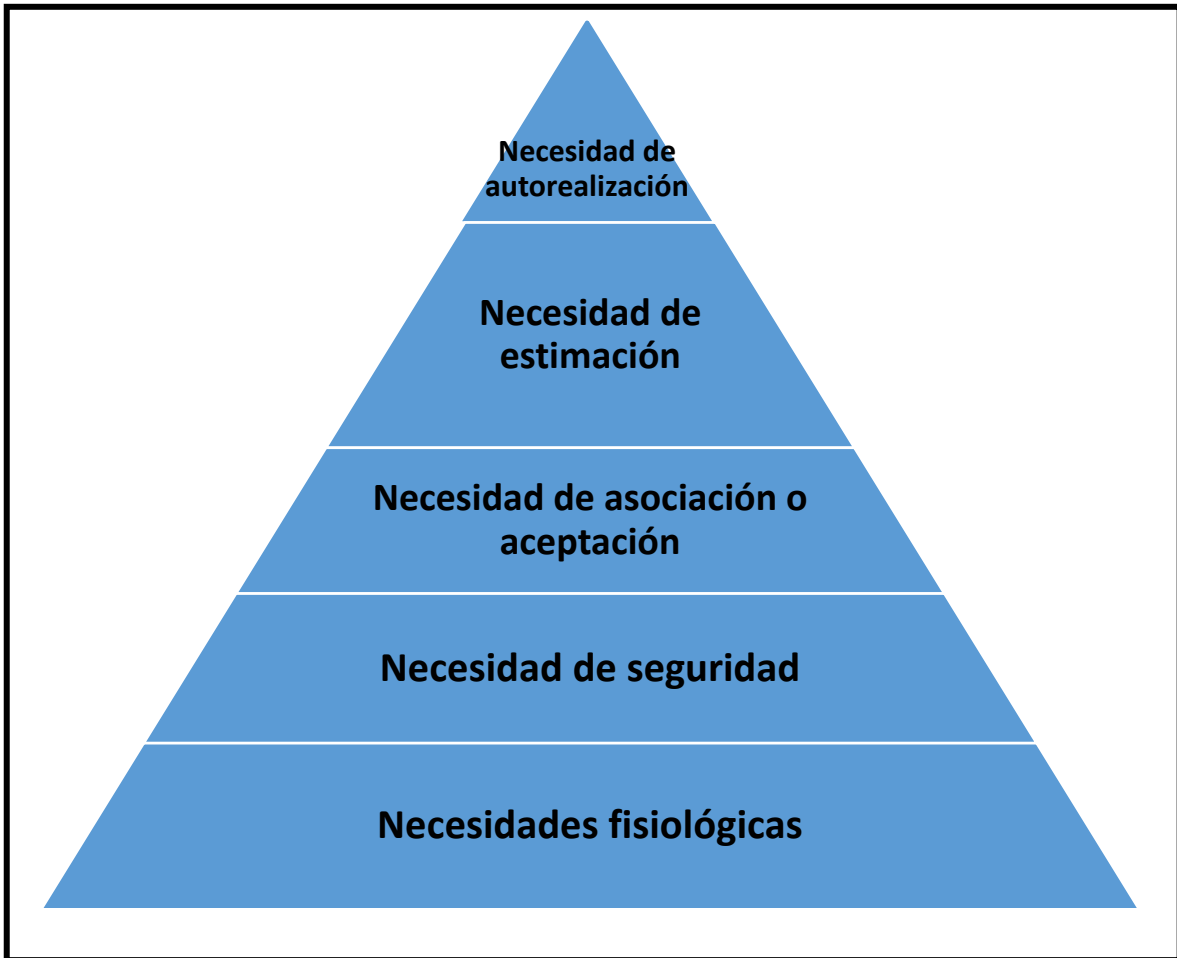 Necesidad de
autorealización
Necesidad de
estimación
Necesidad de asociación o
aceptación
Necesidad de seguridad
Necesidades fisiológicas